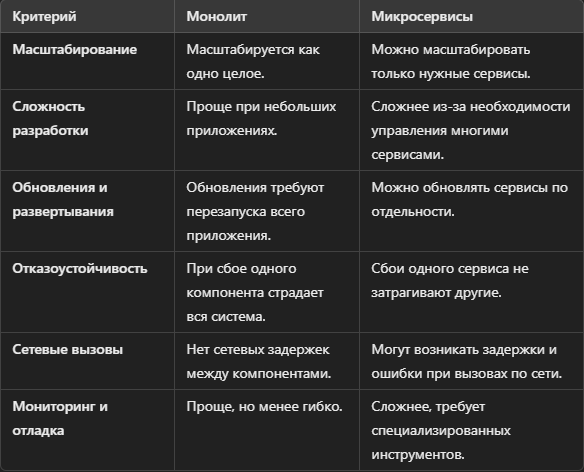 Критерий Монолит Микросервисы
Масштабирование
Масштабируется как
одно целое.
Можно масштабировать
только нужные сервисы.
Сложность
разработки
Проще при небольших
приложениях.
Сложнее из-за необходимости
управления многими
сервисами.
Обновления и
развертывания
Обновления требуют
перезапуска всего
приложения.
Можно обновлять сервисы по
отдельности.
Отказоустойчивость
При сбое одного
компонента страдает
вся система.
Сбои одного сервиса не
затрагивают другие.
Сетевые вызовы
Нет сетевых задержек
между компонентами.
Могут возникать задержки и
ошибки при вызовах по сети.
Мониторинг и
отладка
Проще, но менее гибко.
Сложнее, требует
специализированных
инструментов.